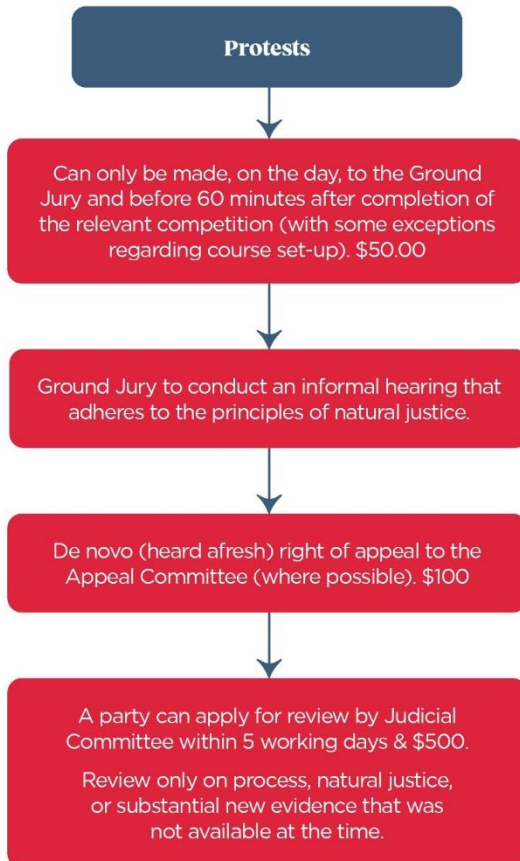 Protests
Can only be made, on the day, to the Ground
Jury and before 60 minutes after completion of
the relevant competition (with some exceptions
regarding course set-up). $50.00
Ground Jury to conduct an informal hearing that
adheres to the principles of natural justice.
De novo (heard afresh) right of appeal to the
Appeal Committee (where possible). $100
A party can apply for review by Judicial
Committee within 5 working days & $500.
Review only on process, natural justice,
or substantial new evidence that was
not available at the time.